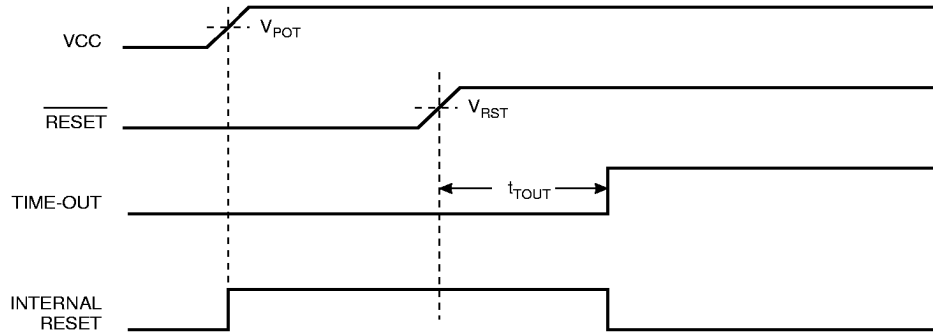 VCC
VPOT
RESET
VRST
TIME-OUT
tTOUT
INTERNAL
RESET